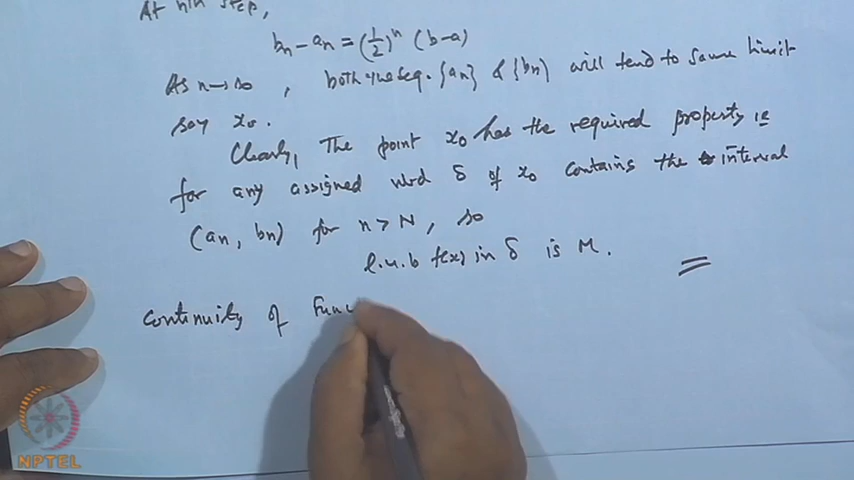 At nth step,
bn - an = (1/2)^n (b-a)
As n→∞, both the seq. {an} & {bn} will tend to same limit
say x0.
Clearly, The point x0 has the required property ie
for any assigned nbd δ of x0 contains the interval
(an, bn) for n > N, so
l.u.b f(x) in δ is M.
Continuity of Func
NPTEL